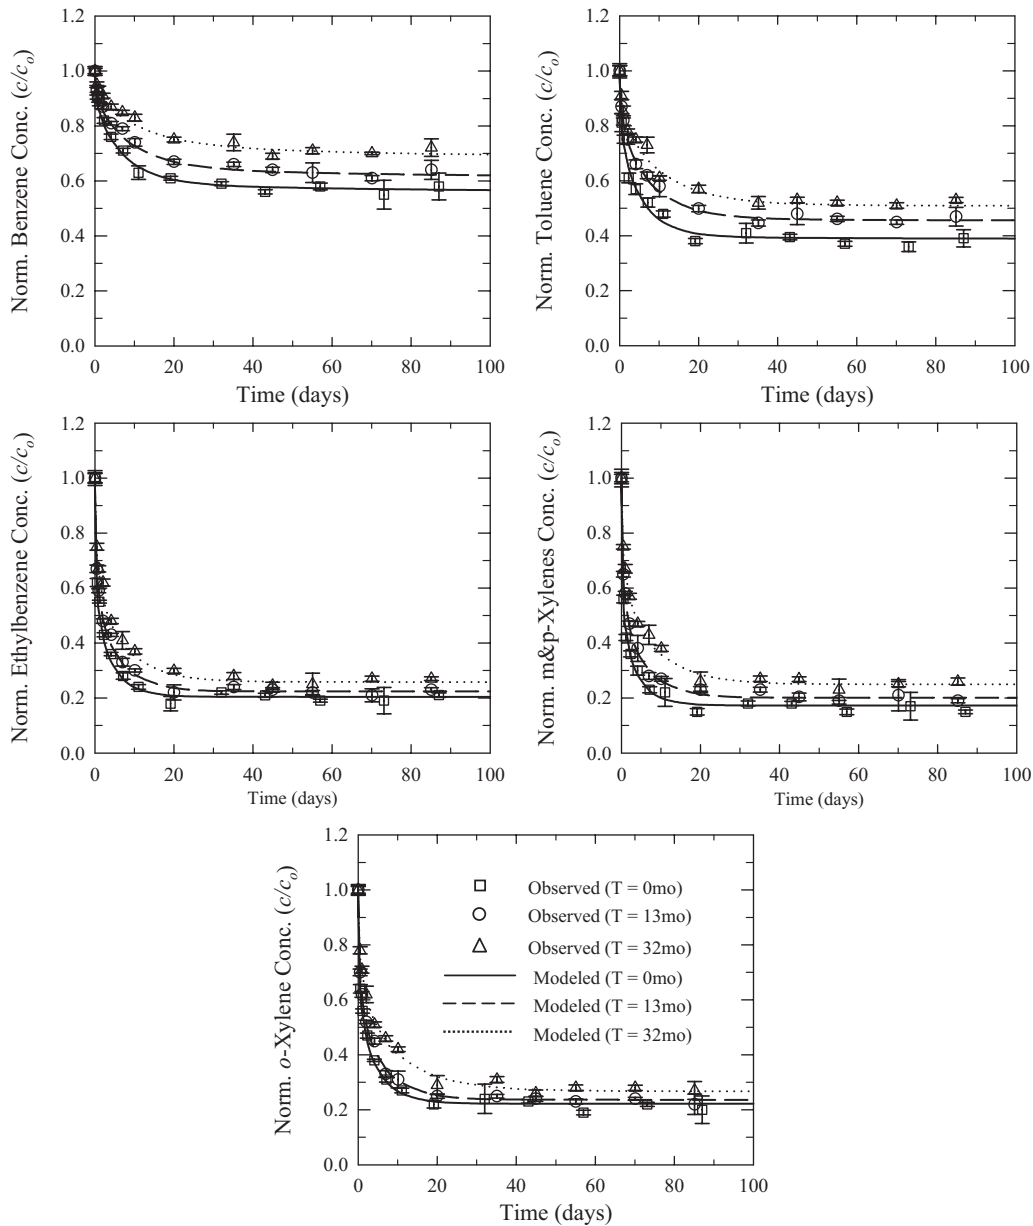 Norm. Benzene Conc. (c/cₒ)
1.2
1.0
0.8
0.6
0.4
0.2
0.0
0 20 40 60 80 100
Time (days)
Norm. Toluene Conc. (c/cₒ)
1.2
1.0
0.8
0.6
0.4
0.2
0.0
0 20 40 60 80 100
Time (days)
Norm. Ethylbenzene Conc. (c/cₒ)
1.2
1.0
0.8
0.6
0.4
0.2
0.0
0 20 40 60 80 100
Time (days)
Norm. m&p-Xylenes Conc. (c/cₒ)
1.2
1.0
0.8
0.6
0.4
0.2
0.0
0 20 40 60 80 100
Time (days)
Norm. o-Xylene Conc. (c/cₒ)
1.2
1.0
0.8
0.6
0.4
0.2
0.0
Observed (T = 0mo)
Observed (T = 13mo)
Observed (T = 32mo)
Modeled (T = 0mo)
Modeled (T = 13mo)
Modeled (T = 32mo)
0 20 40 60 80 100
Time (days)